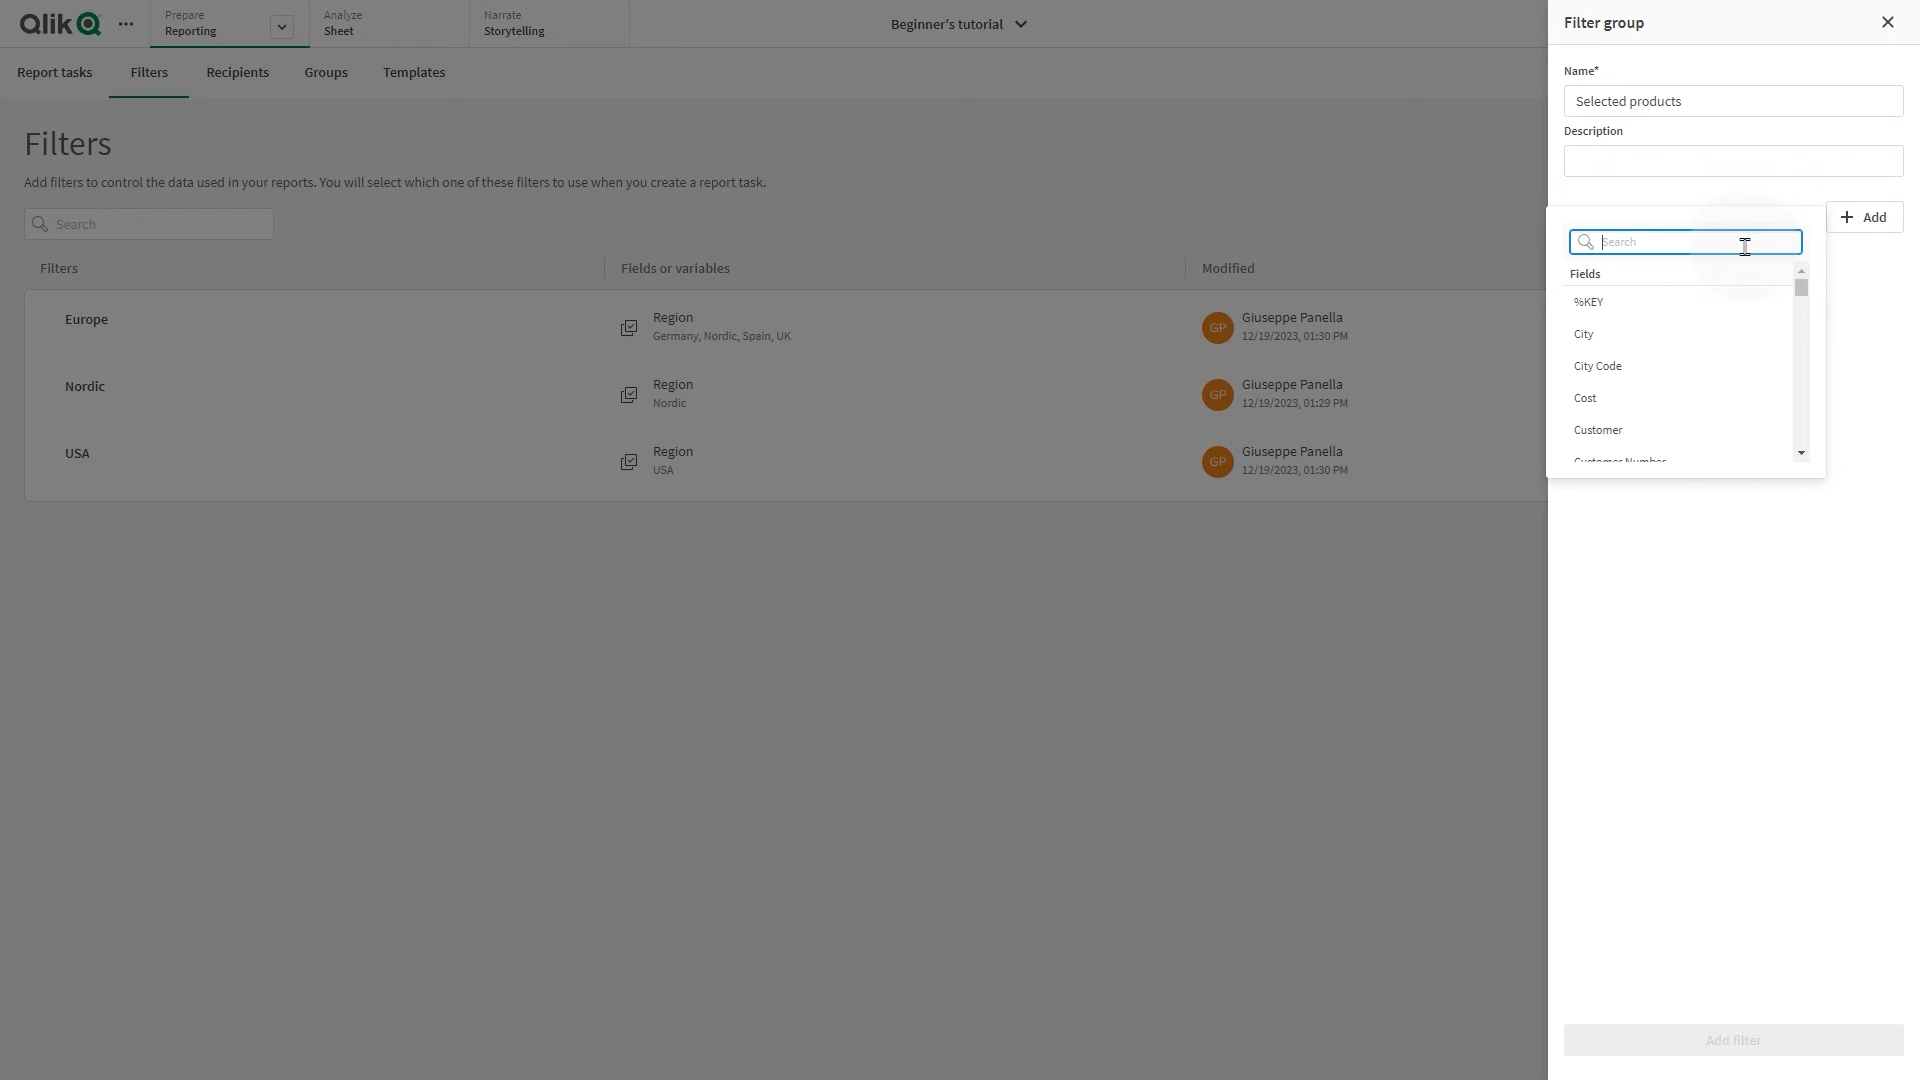 Qlik
Prepare
Reporting
Analyze
Sheet
Narrate
Storytelling
Beginner's tutorial
Report tasks
Filters
Recipients
Groups
Templates
Filters
Add filters to control the data used in your reports. You will select which one of these filters to use when you create a report task.
Search
Filters
Fields or variables
Modified
Europe
Region
Germany, Nordic, Spain, UK
GP
Giuseppe Panella
12/19/2023, 01:30 PM
Nordic
Region
Nordic
GP
Giuseppe Panella
12/19/2023, 01:29 PM
USA
Region
USA
GP
Giuseppe Panella
12/19/2023, 01:30 PM
Filter group
Name*
Selected products
Description
Add
Search
Fields
%KEY
City
City Code
Cost
Customer
Customer Number
Add filter